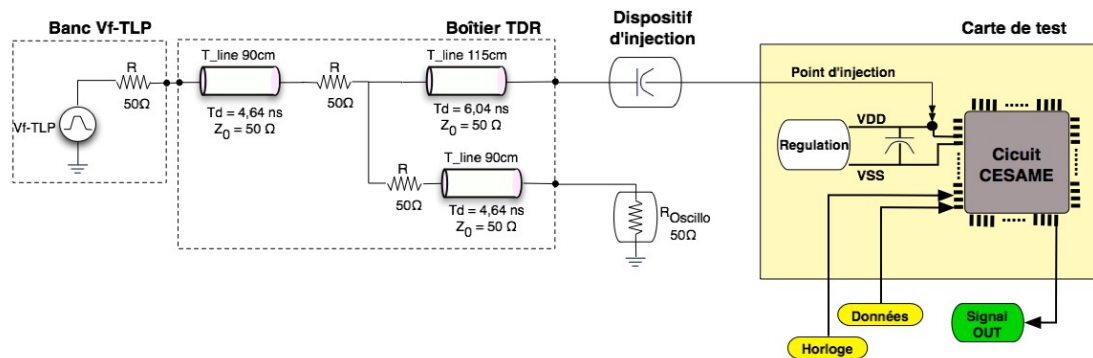 Banc Vf-TLP
Boîtier TDR
Dispositif
d'injection
Carte de test
R
50Ω
Vf-TLP
T_line 90cm
Td = 4,64 ns
Z0 = 50 Ω
R
50Ω
T_line 115cm
Td = 6,04 ns
Z0 = 50 Ω
R
50Ω
T_line 90cm
Td = 4,64 ns
Z0 = 50 Ω
ROscillo
50Ω
Point d'injection
Regulation
VDD
VSS
Cicuit
CESAME
Données
Horloge
Signal
OUT